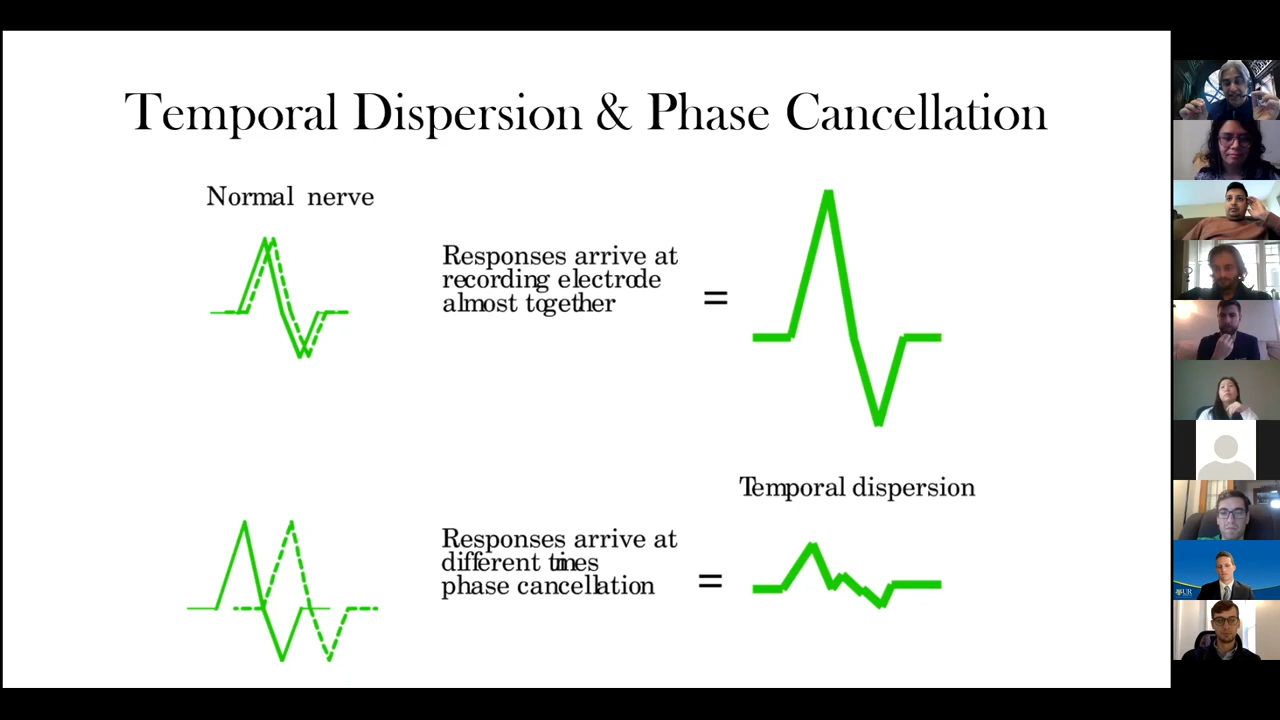 Temporal Dispersion & Phase Cancellation
Normal nerve
Responses arrive at
recording electrode
almost together
=
Temporal dispersion
Responses arrive at
different times
phase cancellation
=
UR